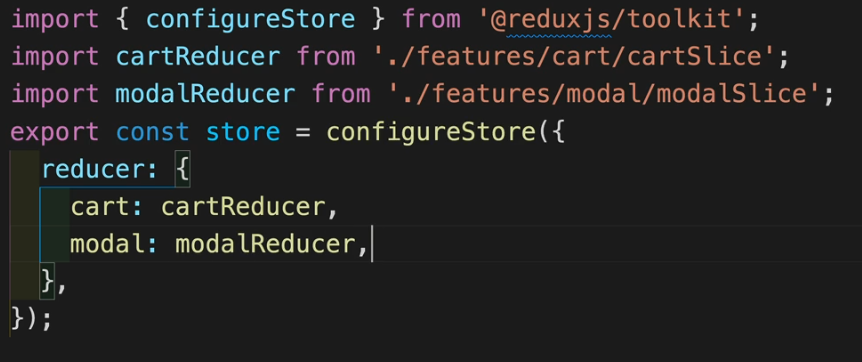 import { configureStore } from '@reduxjs/toolkit';
import cartReducer from './features/cart/cartSlice';
import modalReducer from './features/modal/modalSlice';
export const store = configureStore({
  reducer: {
    cart: cartReducer,
    modal: modalReducer,
  },
});